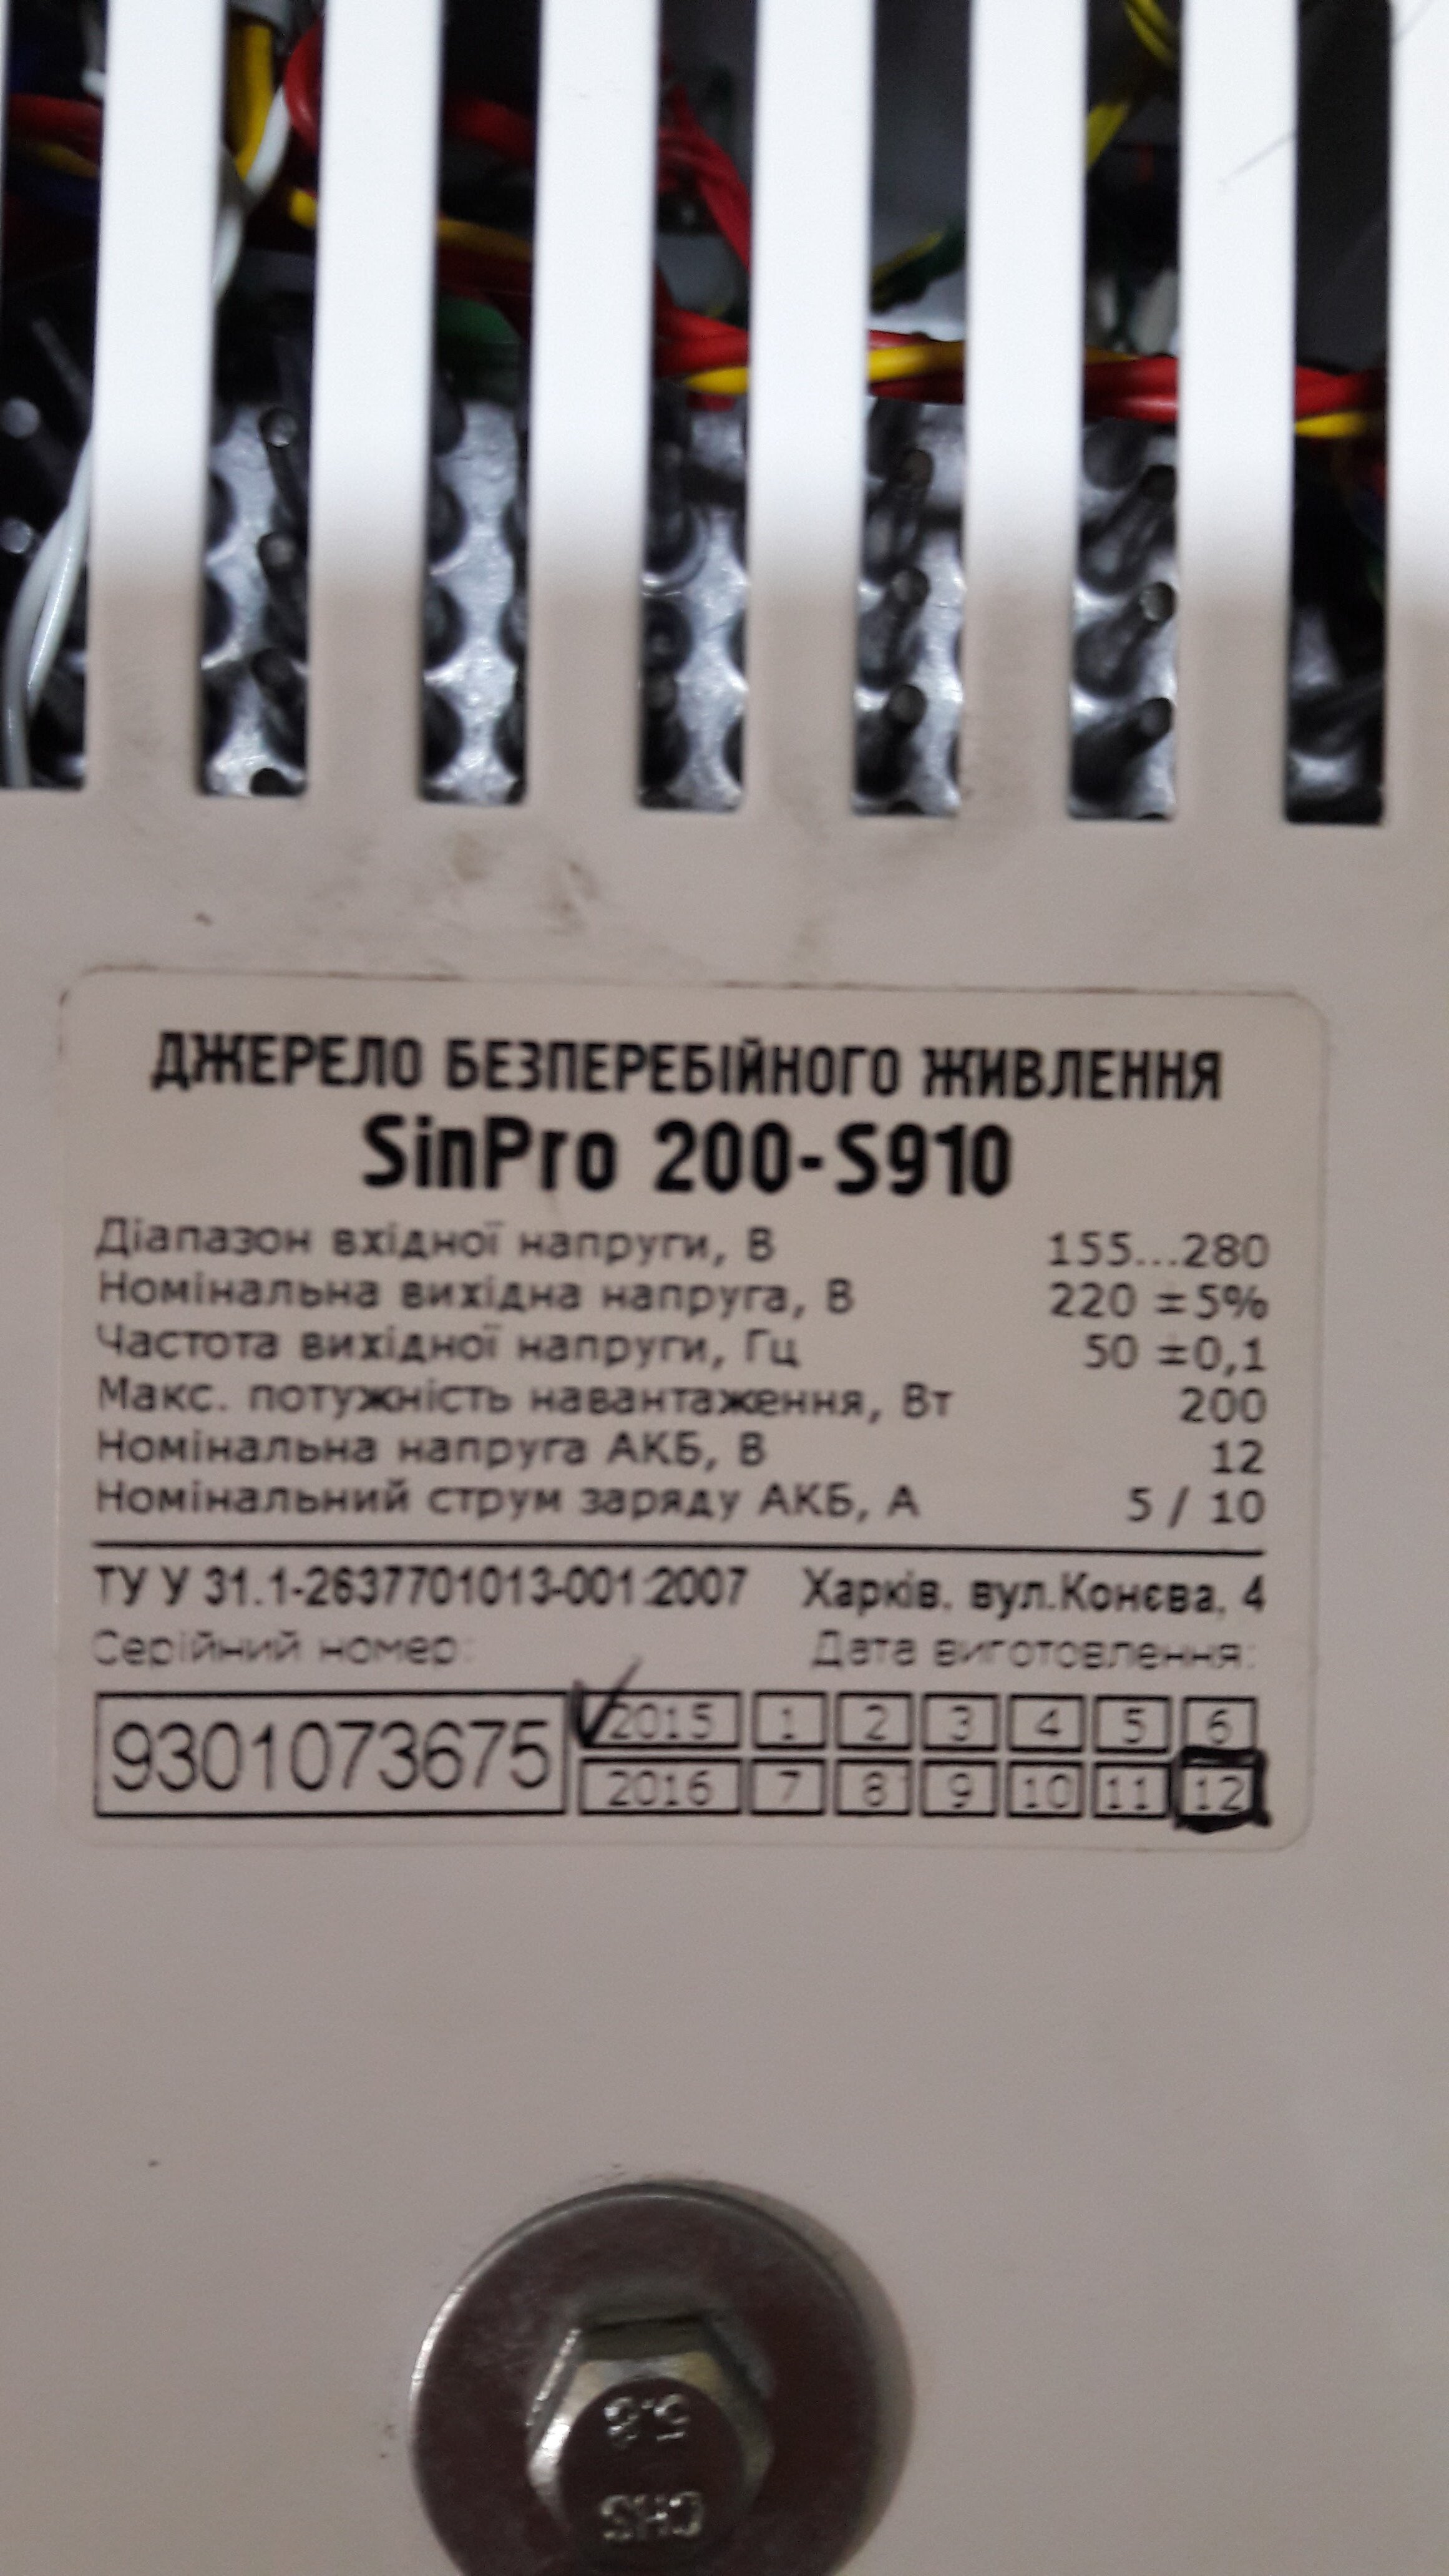 ДЖЕРЕЛО БЕЗПЕРЕБІЙНОГО ЖИВЛЕННЯ
SinPro 200-S910
Діапазон вхідної напруги, В 155...280
Номінальна вихідна напруга, В 220 ±5%
Частота вихідної напруги, Гц 50 ±0,1
Макс. потужність навантаження, Вт 200
Номінальна напруга АКБ, В 12
Номінальний струм заряду АКБ, А 5 / 10
ТУ У 31.1-2637701013-001:2007 Харків, вул.Конєва, 4
Серійний номер: Дата виготовлення:
9301073675 2015 1 2 3 4 5 6
2016 7 8 9 10 11 12
5.8
CHS